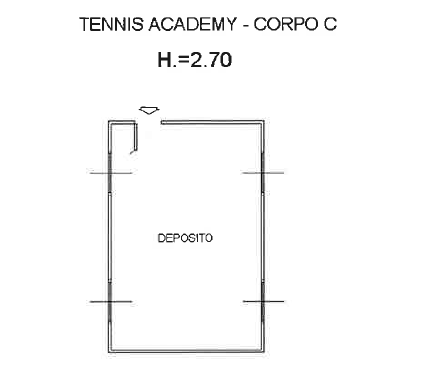 TENNIS ACADEMY - CORPO C
H.=2.70
DEPOSITO